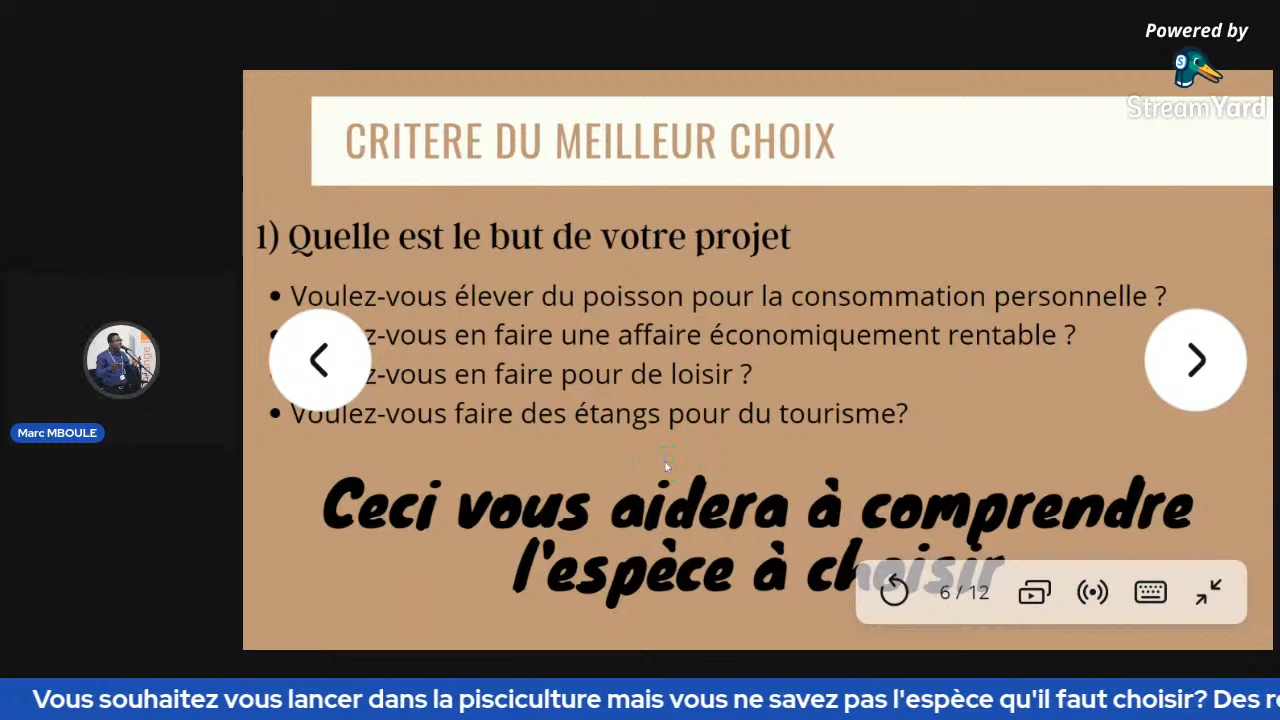 Powered by
StreamYard
CRITERE DU MEILLEUR CHOIX
1) Quelle est le but de votre projet
• Voulez-vous élever du poisson pour la consommation personnelle ?
z-vous en faire une affaire économiquement rentable ?
z-vous en faire pour de loisir ?
• Voulez-vous faire des étangs pour du tourisme?
Marc MBOULE
Ceci vous aidera à comprendre
l'espèce à choisir
6 / 12
Vous souhaitez vous lancer dans la pisciculture mais vous ne savez pas l'espèce qu'il faut choisir? Des